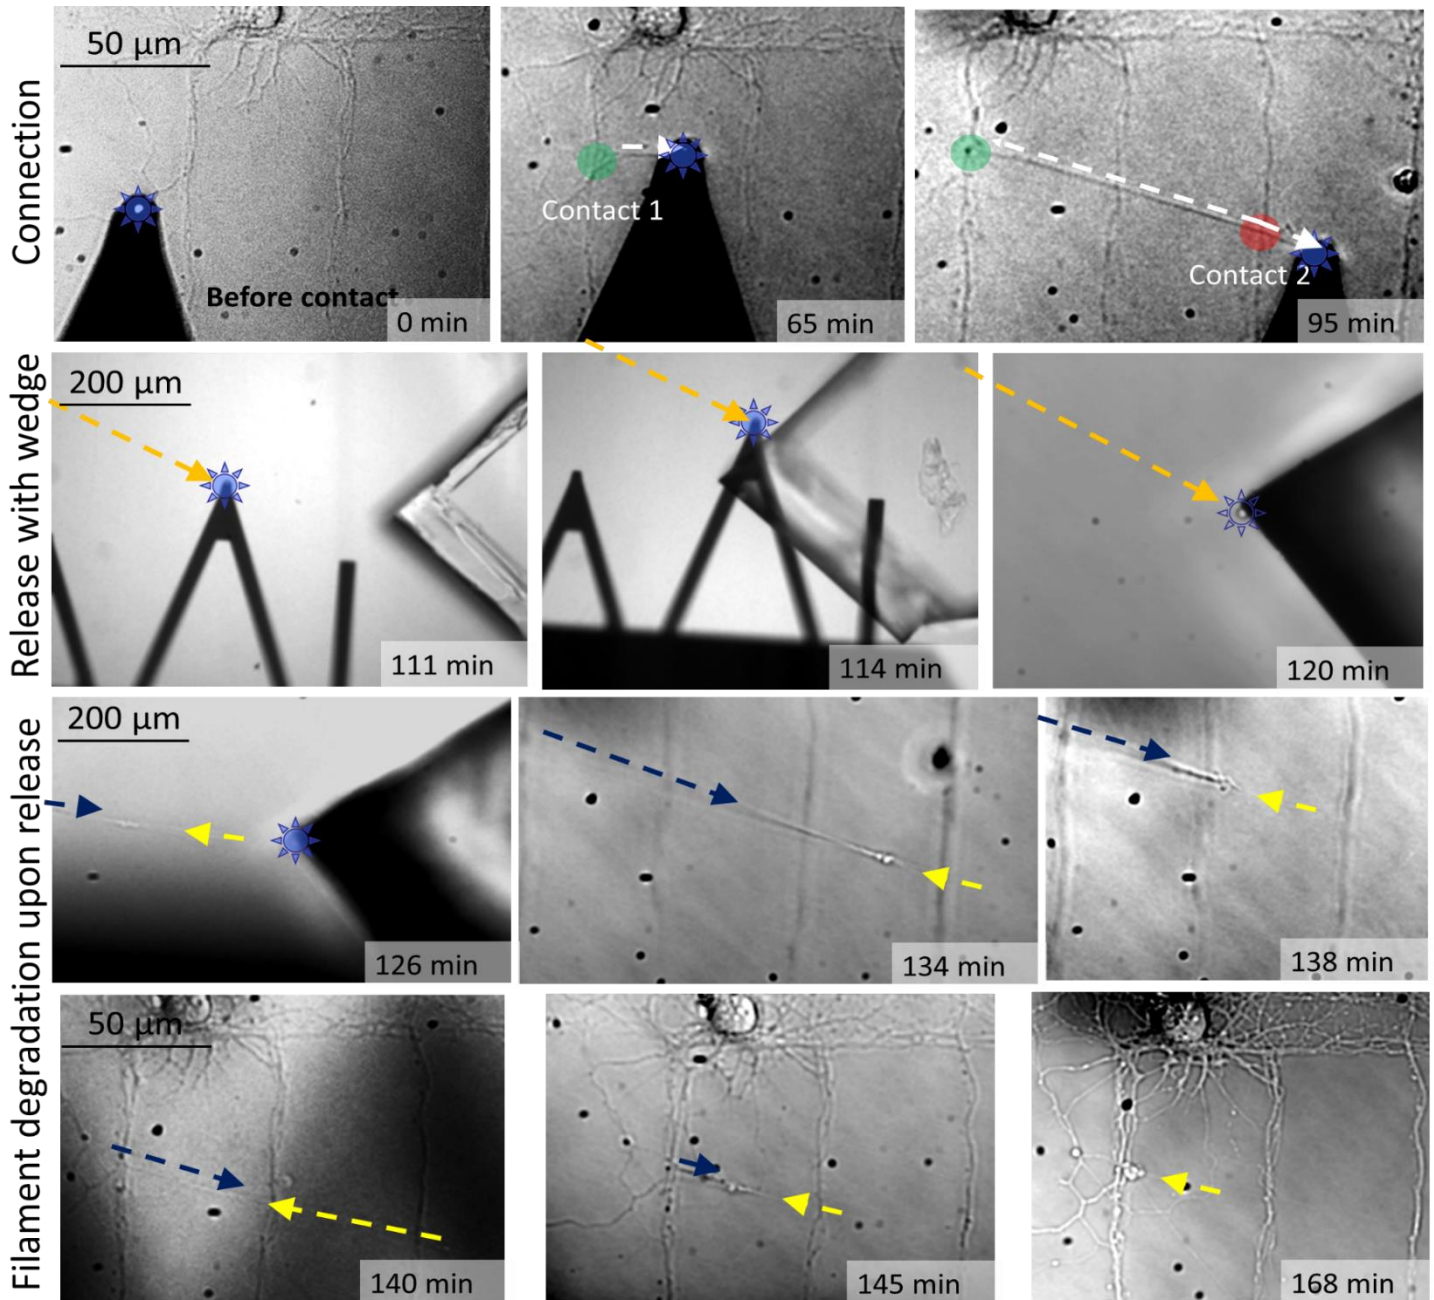 Connection
50 µm
Before contact
0 min
Contact 1
65 min
Contact 2
95 min
Release with wedge
200 µm
111 min
114 min
120 min
Filament degradation upon release
200 µm
126 min
134 min
138 min
50 µm
140 min
145 min
168 min